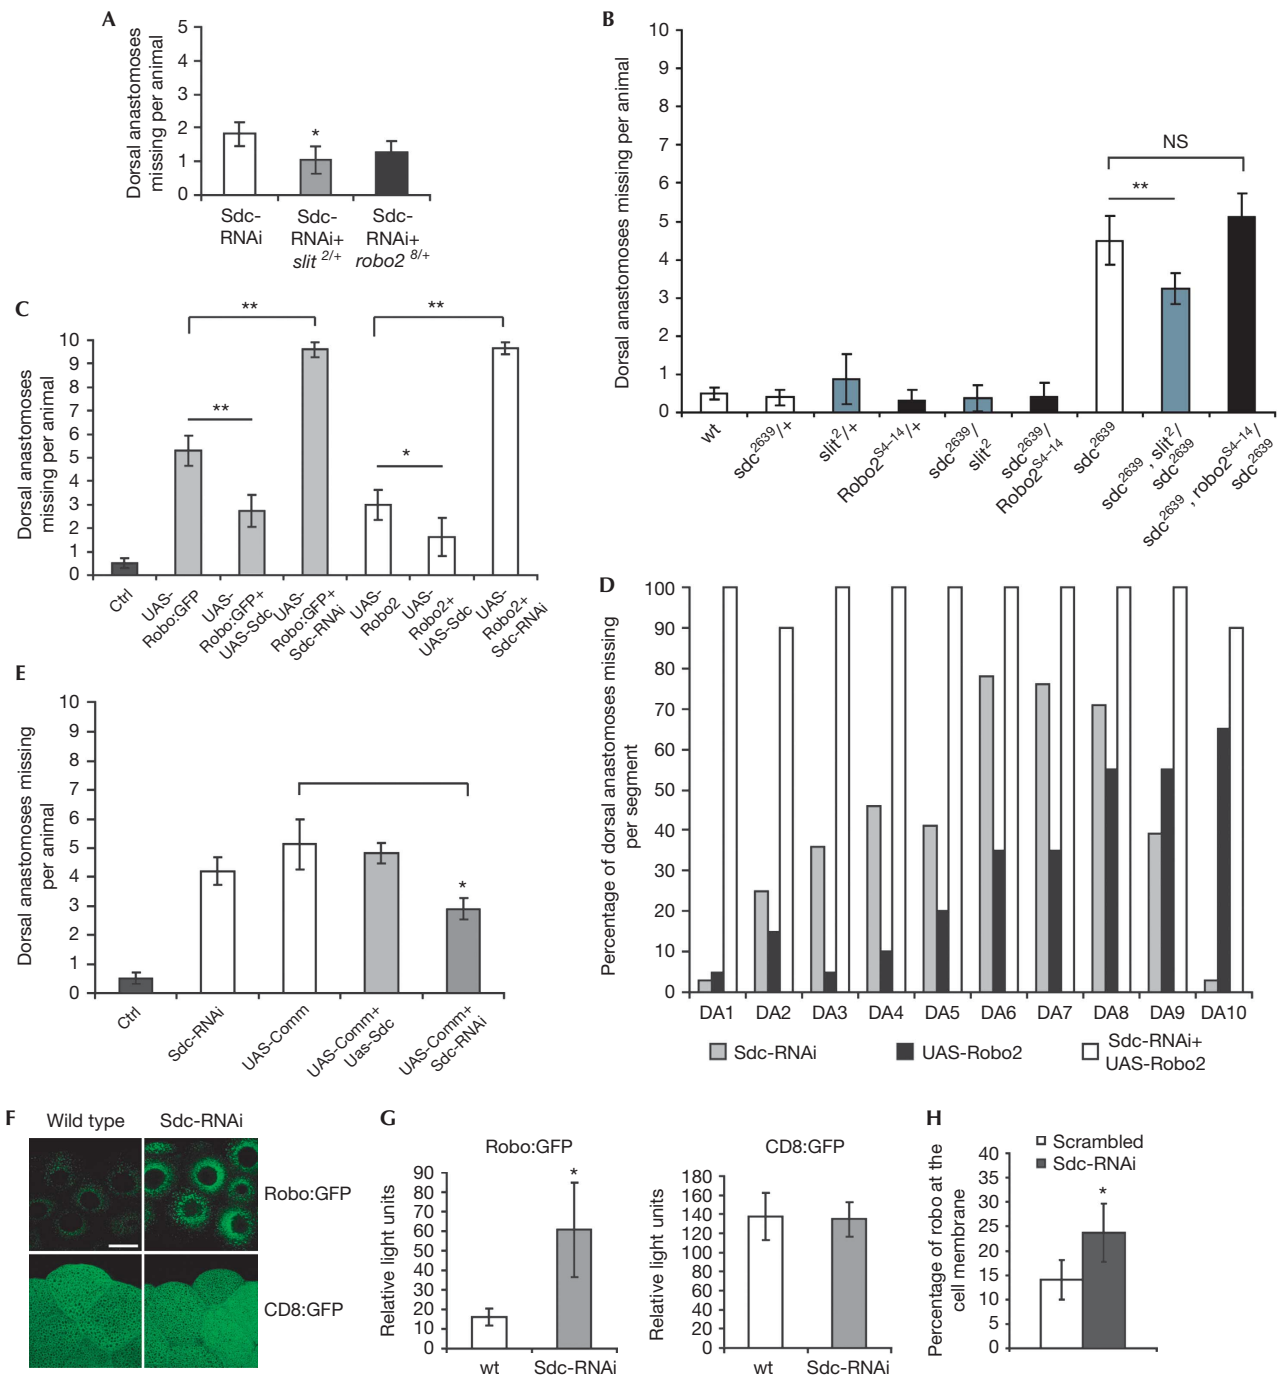 A
Dorsal anastomoses
missing per animal
5
4
3
2
1
0
*
Sdc-
RNAi
Sdc-
RNAi+
slit 2/+
Sdc-
RNAi+
robo2 8/+
B
Dorsal anastomoses missing per animal
10
9
8
7
6
5
4
3
2
1
0
NS
**
wt
sdc2639/+
slit2/+
Robo2S4–14/+
sdc2639/
slit2
sdc2639/
Robo2S4–14
sdc2639
sdc2639, slit2/
sdc2639
sdc2639, robo2S4–14/
sdc2639
C
Dorsal anastomoses
missing per animal
10
9
8
7
6
5
4
3
2
1
0
**
**
**
*
Ctrl
UAS-
Robo:GFP
UAS-
Robo:GFP+
UAS-Sdc
UAS-
Robo:GFP+
Sdc-RNAi
UAS-
Robo2
UAS-
Robo2+
UAS-Sdc
UAS-
Robo2+
Sdc-RNAi
D
Percentage of dorsal anastomoses missing
per segment
100
90
80
70
60
50
40
30
20
10
0
DA1 DA2 DA3 DA4 DA5 DA6 DA7 DA8 DA9 DA10
Sdc-RNAi
UAS-Robo2
Sdc-RNAi+
UAS-Robo2
E
Dorsal anastomoses missing
per animal
10
9
8
7
6
5
4
3
2
1
0
*
Ctrl
Sdc-RNAi
UAS-Comm
UAS-Comm+
Uas-Sdc
UAS-Comm+
Sdc-RNAi
F
Wild type Sdc-RNAi
Robo:GFP
CD8:GFP
G
Robo:GFP
Relative light units
90
80
70
60
50
40
30
20
10
0
*
wt Sdc-RNAi
CD8:GFP
Relative light units
180
160
140
120
100
80
60
40
20
0
wt Sdc-RNAi
H
Scrambled
Sdc-RNAi
Percentage of robo at the
cell membrane
40
35
30
25
20
15
10
5
0
*